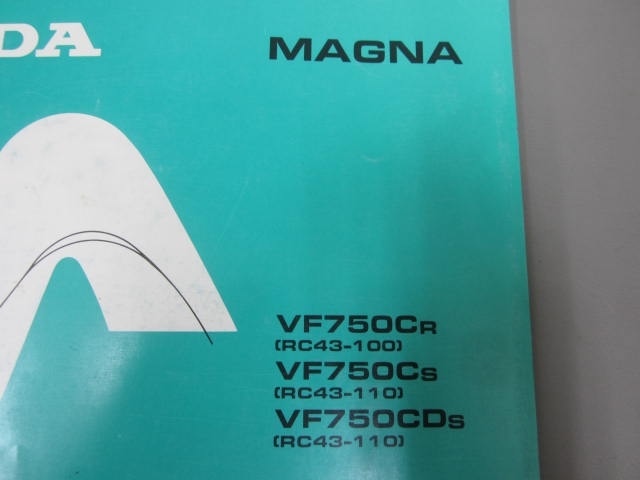 DA
MAGNA
VF750CR
(RC43-100)
VF750CS
(RC43-110)
VF750CDS
(RC43-110)